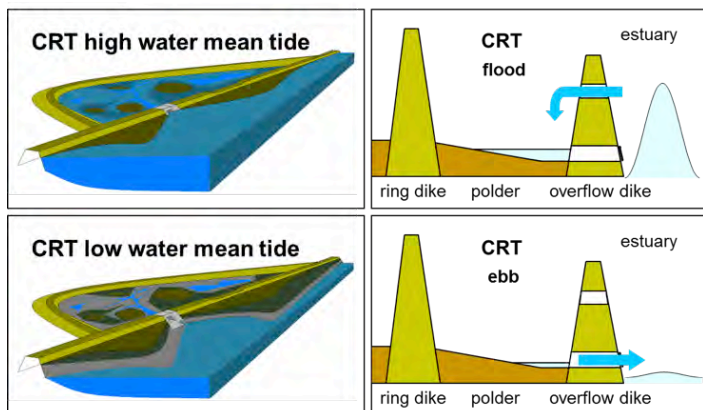 CRT high water mean tide
CRT
flood
estuary
ring dike polder overflow dike
CRT low water mean tide
CRT
ebb
estuary
ring dike polder overflow dike